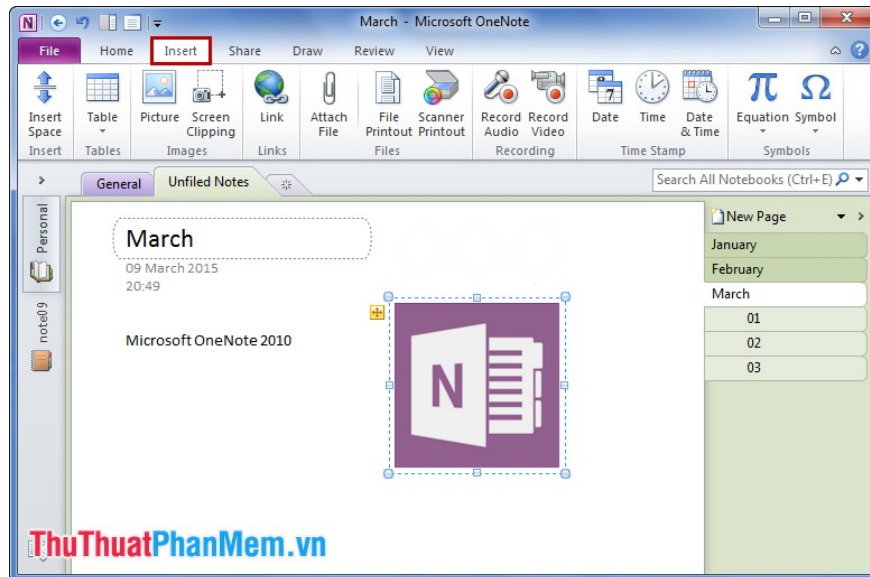 March - Microsoft OneNote
File Home Insert Share Draw Review View
Insert Space
Table
Picture
Screen Clipping
Link
Attach File
File Printout
Scanner Printout
Record Audio
Record Video
Date
Time
Date & Time
Equation
Symbol
Insert Tables Images Links Files Recording Time Stamp Symbols
General Unfiled Notes
Search All Notebooks (Ctrl+E)
Personal
note09
March
09 March 2015
20:49
Microsoft OneNote 2010
N
New Page
January
February
March
01
02
03
ThuThuatPhanMem.vn